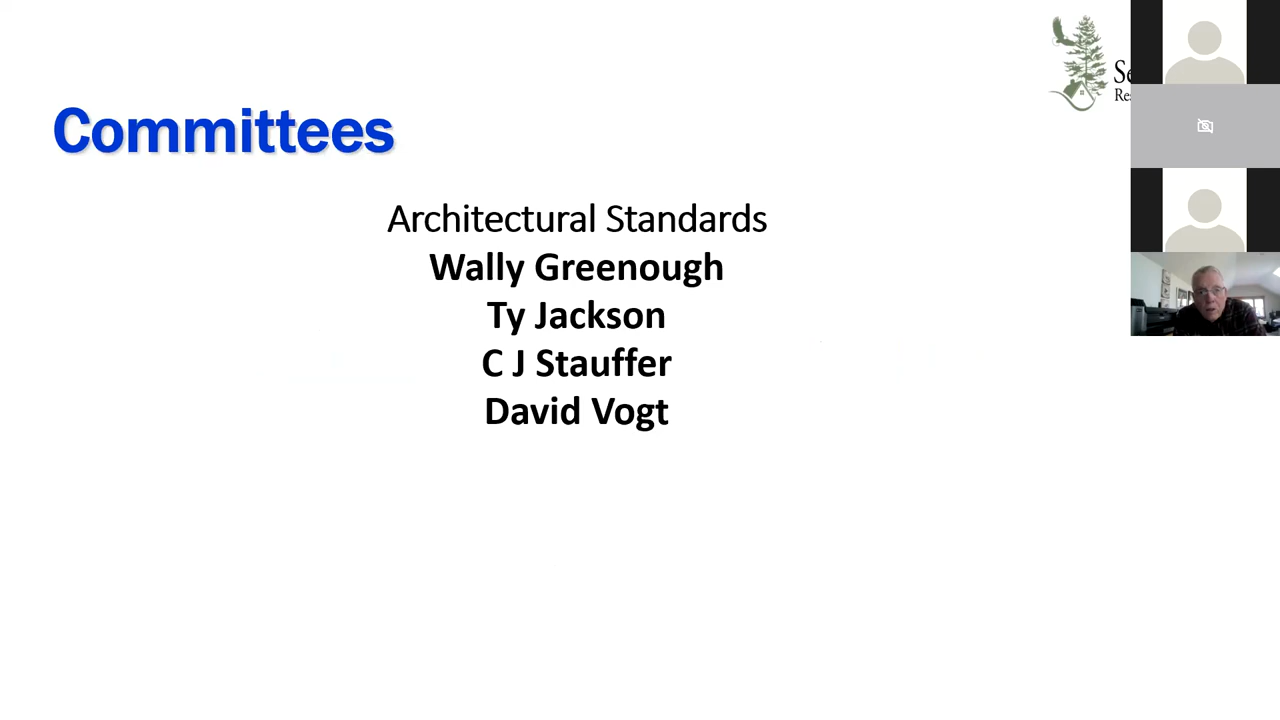 Committees
Architectural Standards
Wally Greenough
Ty Jackson
C J Stauffer
David Vogt